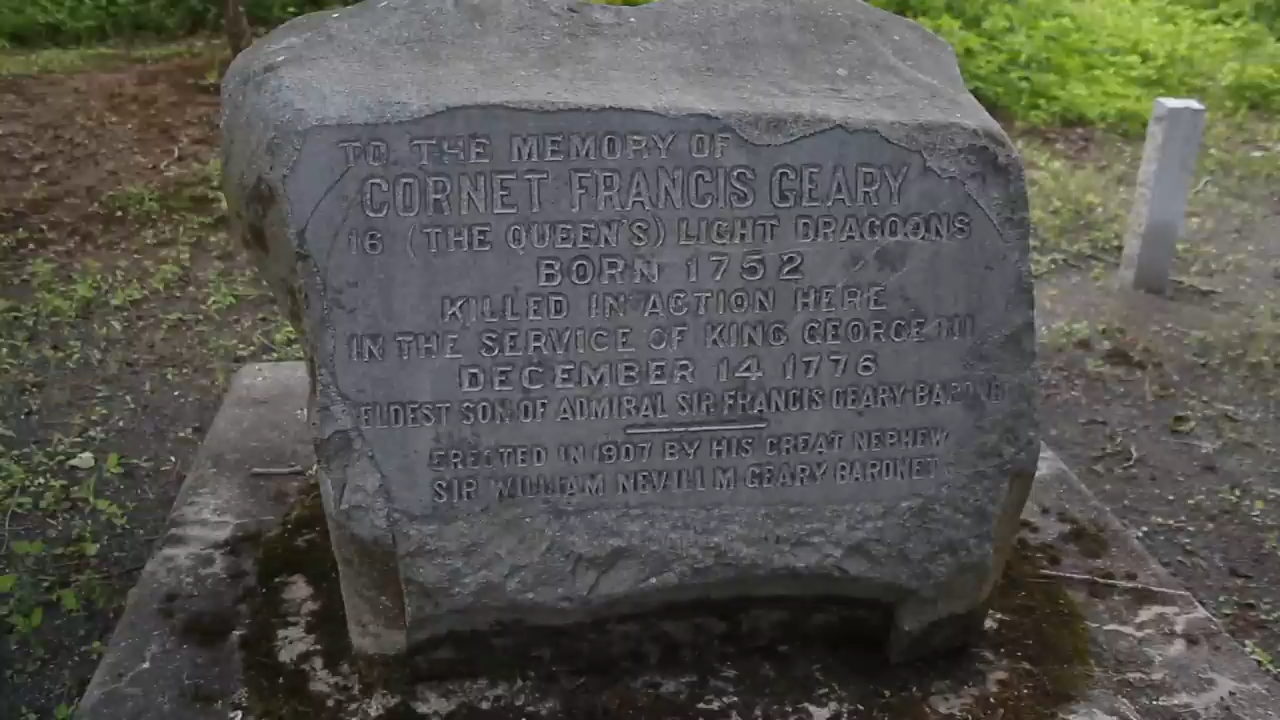 TO THE MEMORY OF
CORNET FRANCIS GEARY
16 (THE QUEEN'S) LIGHT DRAGOONS
BORN 1752
KILLED IN ACTION HERE
IN THE SERVICE OF KING GEORGE III
DECEMBER 14 1776
ELDEST SON OF ADMIRAL SIR FRANCIS GEARY BARONET
ERECTED IN 1907 BY HIS GREAT NEPHEW
SIR WILLIAM NEVILL M GEARY BARONET